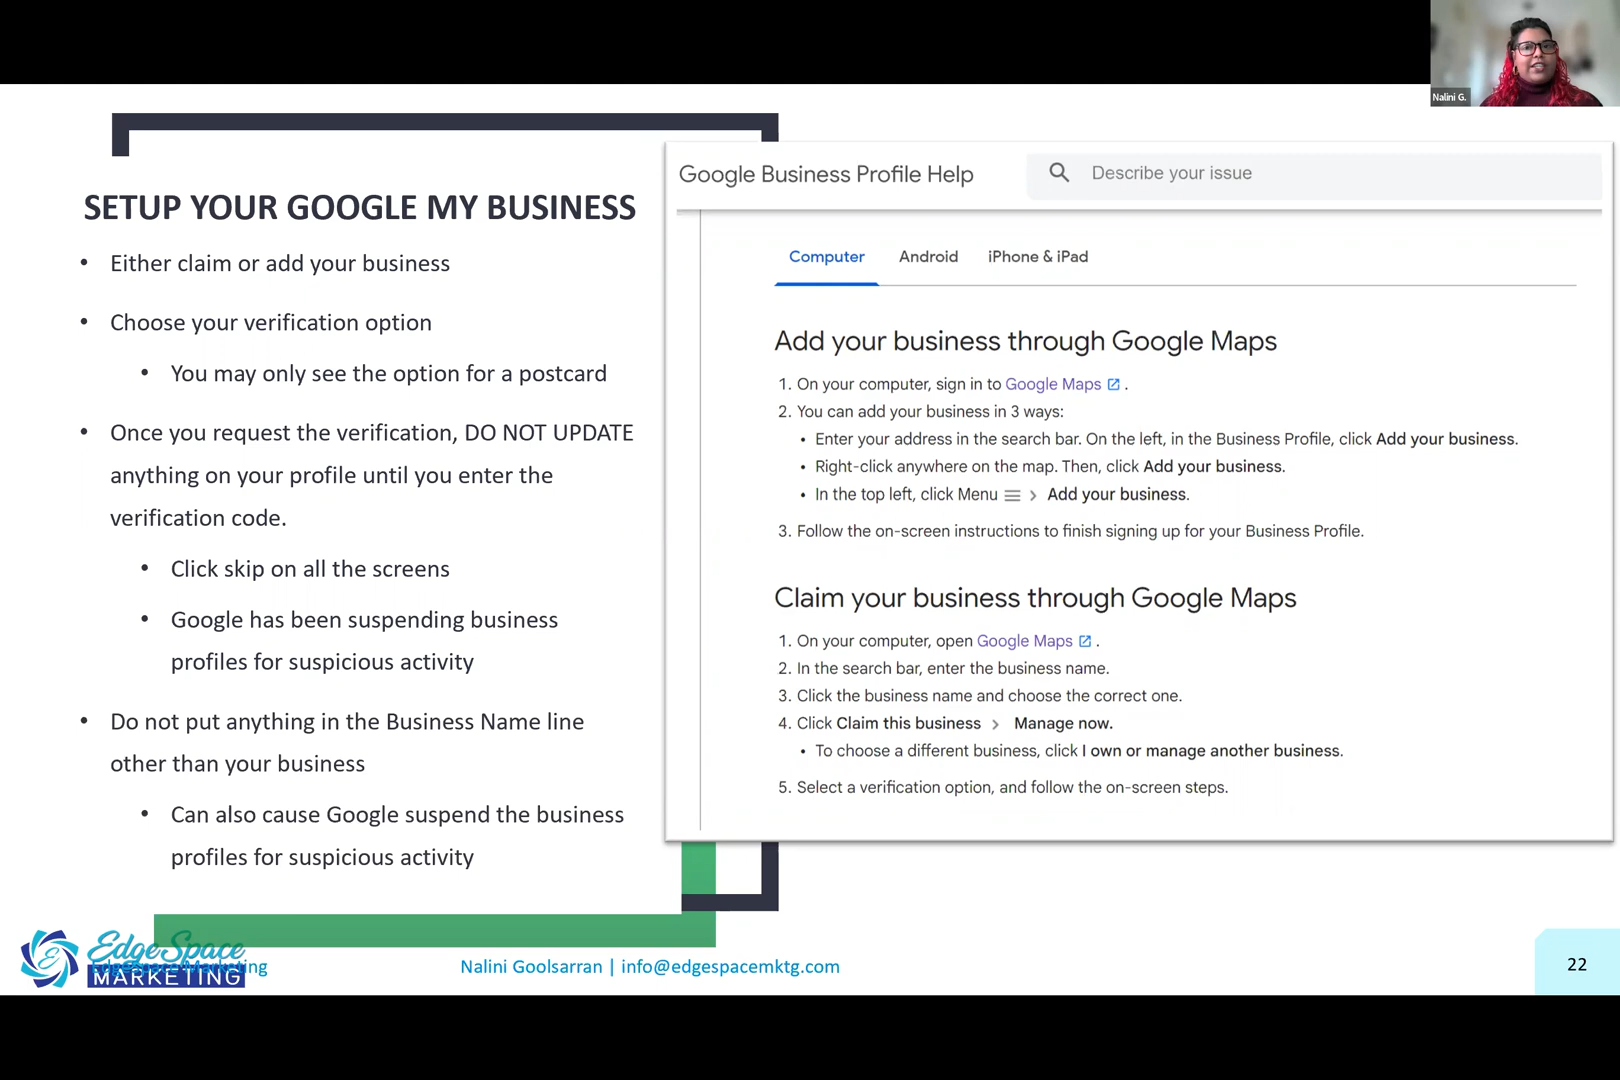 Nalini G.
SETUP YOUR GOOGLE MY BUSINESS
• Either claim or add your business
• Choose your verification option
• You may only see the option for a postcard
• Once you request the verification, DO NOT UPDATE
anything on your profile until you enter the
verification code.
• Click skip on all the screens
• Google has been suspending business
profiles for suspicious activity
• Do not put anything in the Business Name line
other than your business
• Can also cause Google suspend the business
profiles for suspicious activity
Google Business Profile Help
Describe your issue
Computer Android iPhone & iPad
Add your business through Google Maps
1. On your computer, sign in to Google Maps .
2. You can add your business in 3 ways:
• Enter your address in the search bar. On the left, in the Business Profile, click Add your business.
• Right-click anywhere on the map. Then, click Add your business.
• In the top left, click Menu > Add your business.
3. Follow the on-screen instructions to finish signing up for your Business Profile.
Claim your business through Google Maps
1. On your computer, open Google Maps .
2. In the search bar, enter the business name.
3. Click the business name and choose the correct one.
4. Click Claim this business > Manage now.
• To choose a different business, click I own or manage another business.
5. Select a verification option, and follow the on-screen steps.
EdgeSpace
MARKETING
EdgeSpace Marketing
Nalini Goolsarran | info@edgespacemktg.com
22